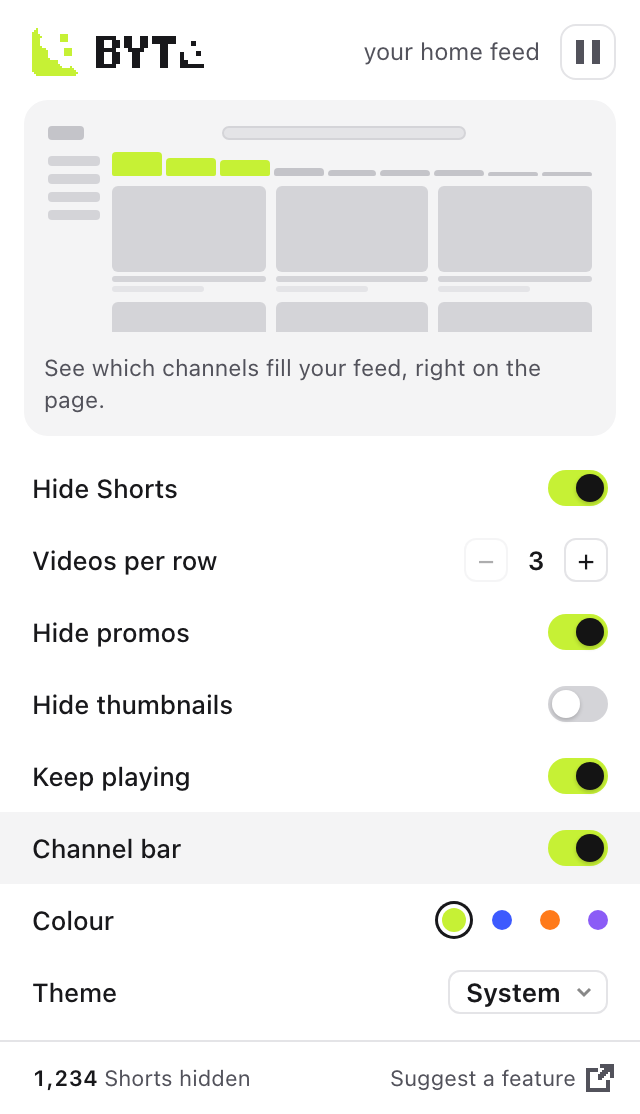 BYTE
your home feed
See which channels fill your feed, right on the
page.
Hide Shorts
Videos per row
− 3 +
Hide promos
Hide thumbnails
Keep playing
Channel bar
Colour
Theme
System
1,234 Shorts hidden
Suggest a feature